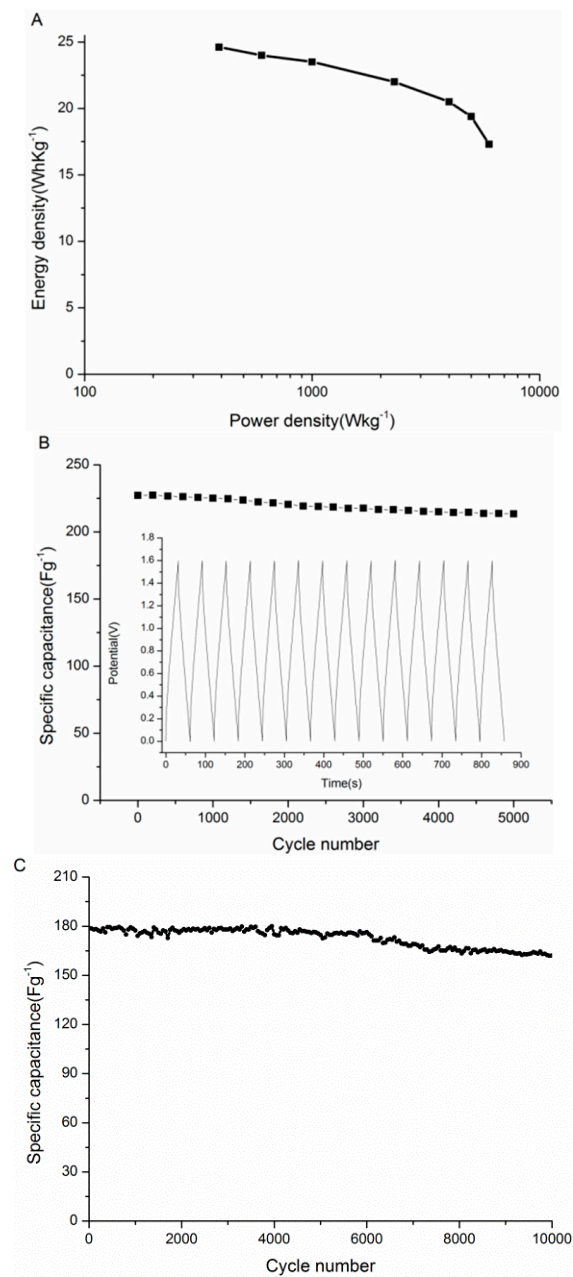 A
25
20
15
10
5
0
Energy density(WhKg-1)
100 1000 10000
Power density(Wkg-1)
B
250
200
150
100
50
0
Specific capacitance(Fg-1)
1.8
1.6
1.4
1.2
1.0
0.8
0.6
0.4
0.2
0.0
Potential(V)
0 100 200 300 400 500 600 700 800 900
Time(s)
0 1000 2000 3000 4000 5000
Cycle number
C
210
180
150
120
90
60
30
0
Specific capacitance(Fg-1)
0 2000 4000 6000 8000 10000
Cycle number